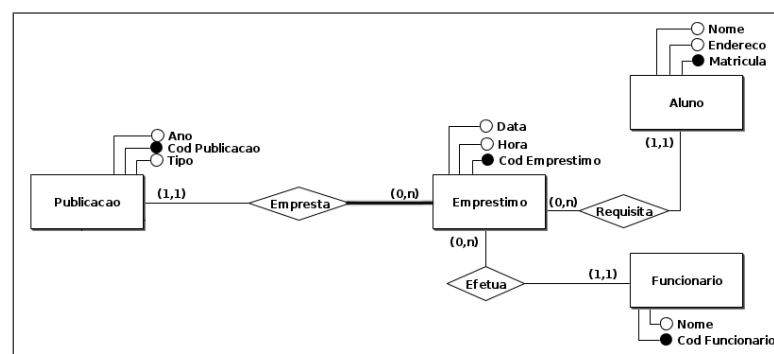 Nome
Endereco
Matricula
Aluno
(1,1)
Ano
Cod Publicacao
Tipo
Publicacao
(1,1)
Empresta
(0,n)
Data
Hora
Cod Emprestimo
Emprestimo
(0,n)
Requisita
(0,n)
Efetua
(1,1)
Funcionario
Nome
Cod Funcionario